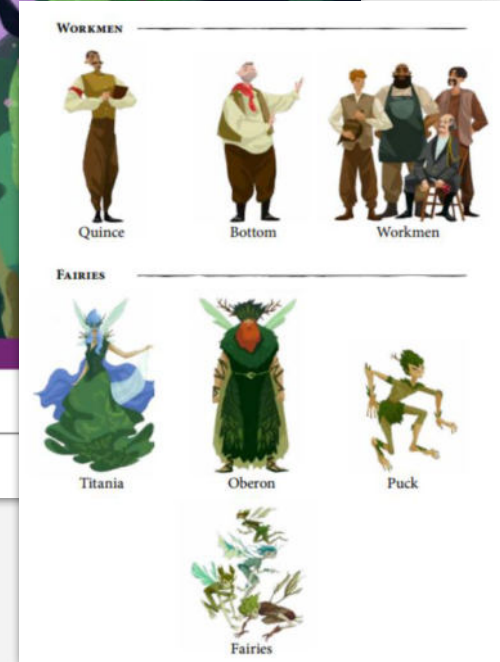 WORKMEN
Quince Bottom Workmen
FAIRIES
Titania Oberon Puck
Fairies